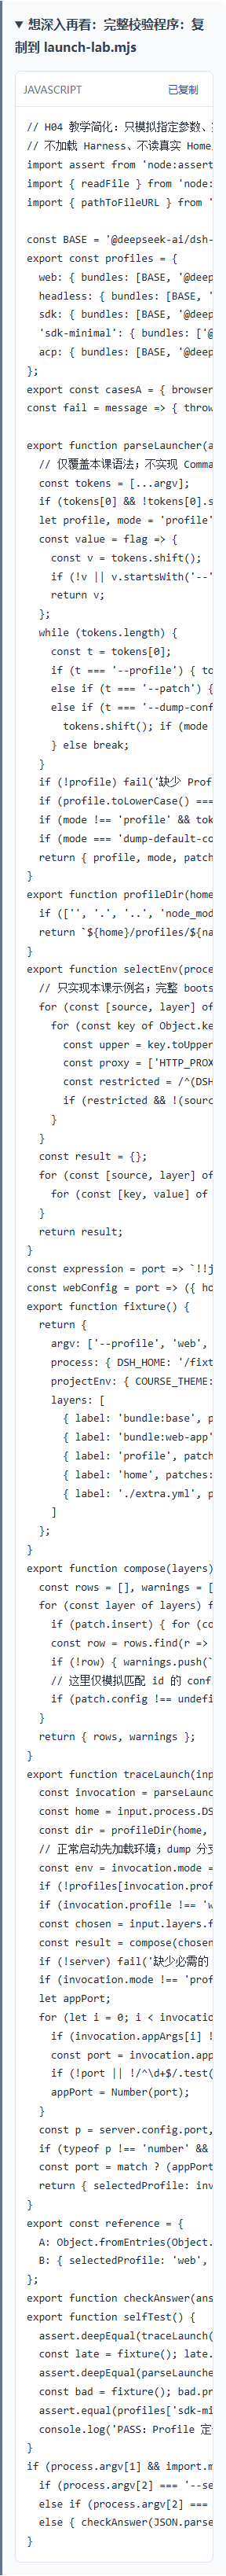 ▼ 想深入再看：完整校验程序：复
制到 launch-lab.mjs
JAVASCRIPT
已复制
// H04 教学简化：只模拟指定参数、
// 不加载 Harness、不读真实 Home
import assert from 'node:assert
import { readFile } from 'node:
import { pathToFileURL } from '
const BASE = '@deepseek-ai/dsh-
export const profiles = {
web: { bundles: [BASE, '@deep
headless: { bundles: [BASE, '
sdk: { bundles: [BASE, '@deep
'sdk-minimal': { bundles: ['@
acp: { bundles: [BASE, '@deep
};
export const casesA = { browser
const fail = message => { throw
export function parseLauncher(a
// 仅覆盖本课语法；不实现 Comma
const tokens = [...argv];
if (tokens[0] && !tokens[0].s
let profile, mode = 'profile'
const value = flag => {
const v = tokens.shift();
if (!v || v.startsWith('--'
return v;
};
while (tokens.length) {
const t = tokens[0];
if (t === '--profile') { to
else if (t === '--patch') {
else if (t === '--dump-conf
tokens.shift(); if (mode
} else break;
}
if (!profile) fail('缺少 Prof
if (profile.toLowerCase() ===
if (mode !== 'profile' && tok
if (mode === 'dump-default-co
return { profile, mode, patch
}
export function profileDir(home
if (['', '.', '..', 'node_mod
return `${home}/profiles/${na
}
export function selectEnv(proce
// 只实现本课示例名；完整 boots
for (const [source, layer] of
for (const key of Object.ke
const upper = key.toUpper
const proxy = ['HTTP_PROX
const restricted = /^(DSH
if (restricted && !(sourc
}
}
const result = {};
for (const [source, layer] of
for (const [key, value] of
}
return result;
}
const expression = port => `!!j
const webConfig = port => ({ ho
export function fixture() {
return {
argv: ['--profile', 'web',
process: { DSH_HOME: '/fixt
projectEnv: { COURSE_THEME:
layers: [
{ label: 'bundle:base', p
{ label: 'bundle:web-app'
{ label: 'profile', patch
{ label: 'home', patches:
{ label: './extra.yml', p
]
};
}
export function compose(layers)
const rows = [], warnings = [
for (const layer of layers) f
if (patch.insert) { for (co
const row = rows.find(r =>
if (!row) { warnings.push(`
// 这里仅模拟匹配 id 的 conf
if (patch.config !== undefi
}
return { rows, warnings };
}
export function traceLaunch(inp
const invocation = parseLaunc
const home = input.process.DS
const dir = profileDir(home,
// 正常启动先加载环境；dump 分支
const env = invocation.mode =
if (!profiles[invocation.prof
if (invocation.profile !== 'w
const chosen = input.layers.f
const result = compose(chosen
if (!server) fail('缺少必需的
if (invocation.mode !== 'prof
let appPort;
for (let i = 0; i < invocatio
if (invocation.appArgs[i] !
const port = invocation.app
if (!port || !/^\d+$/.test(
appPort = Number(port);
}
const p = server.config.port,
if (typeof p !== 'number' &&
const port = match ? (appPort
return { selectedProfile: inv
}
export const reference = {
A: Object.fromEntries(Object.
B: { selectedProfile: 'web',
};
export function checkAnswer(ans
export function selfTest() {
assert.deepEqual(traceLaunch(
const late = fixture(); late.
assert.deepEqual(parseLaunche
const bad = fixture(); bad.pr
assert.equal(profiles['sdk-mi
console.log('PASS：Profile 定
}
if (process.argv[1] && import.m
if (process.argv[2] === '--se
else if (process.argv[2] ===
else { checkAnswer(JSON.parse
}